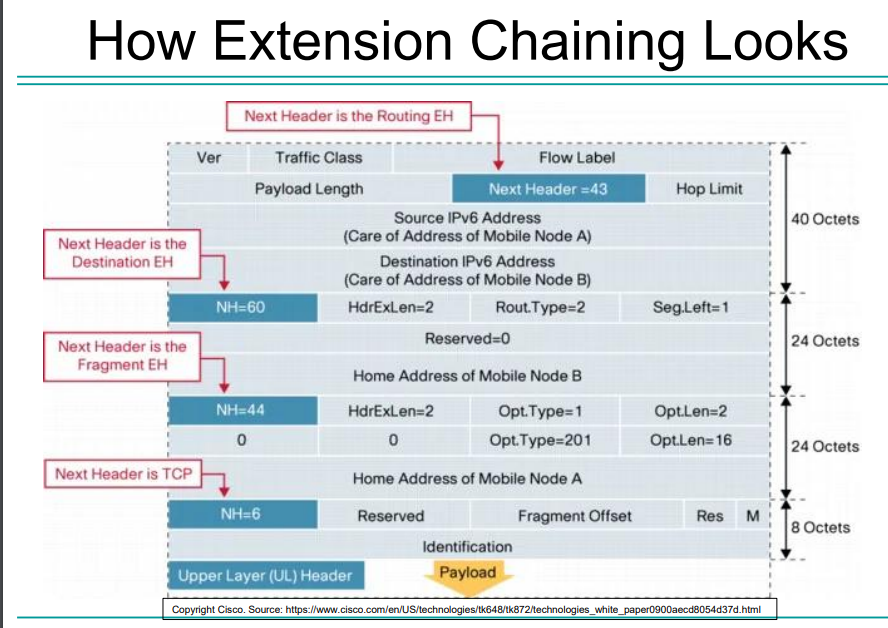 How Extension Chaining Looks
Next Header is the Routing EH
Ver Traffic Class Flow Label
Payload Length Next Header =43 Hop Limit
Source IPv6 Address
(Care of Address of Mobile Node A)
40 Octets
Next Header is the
Destination EH
Destination IPv6 Address
(Care of Address of Mobile Node B)
NH=60 HdrExLen=2 Rout.Type=2 Seg.Left=1
Reserved=0
24 Octets
Next Header is the
Fragment EH
Home Address of Mobile Node B
NH=44 HdrExLen=2 Opt.Type=1 Opt.Len=2
0 0 Opt.Type=201 Opt.Len=16
24 Octets
Next Header is TCP
Home Address of Mobile Node A
NH=6 Reserved Fragment Offset Res M
8 Octets
Identification
Upper Layer (UL) Header Payload
Copyright Cisco. Source: https://www.cisco.com/en/US/technologies/tk648/tk872/technologies_white_paper0900aecd8054d37d.html